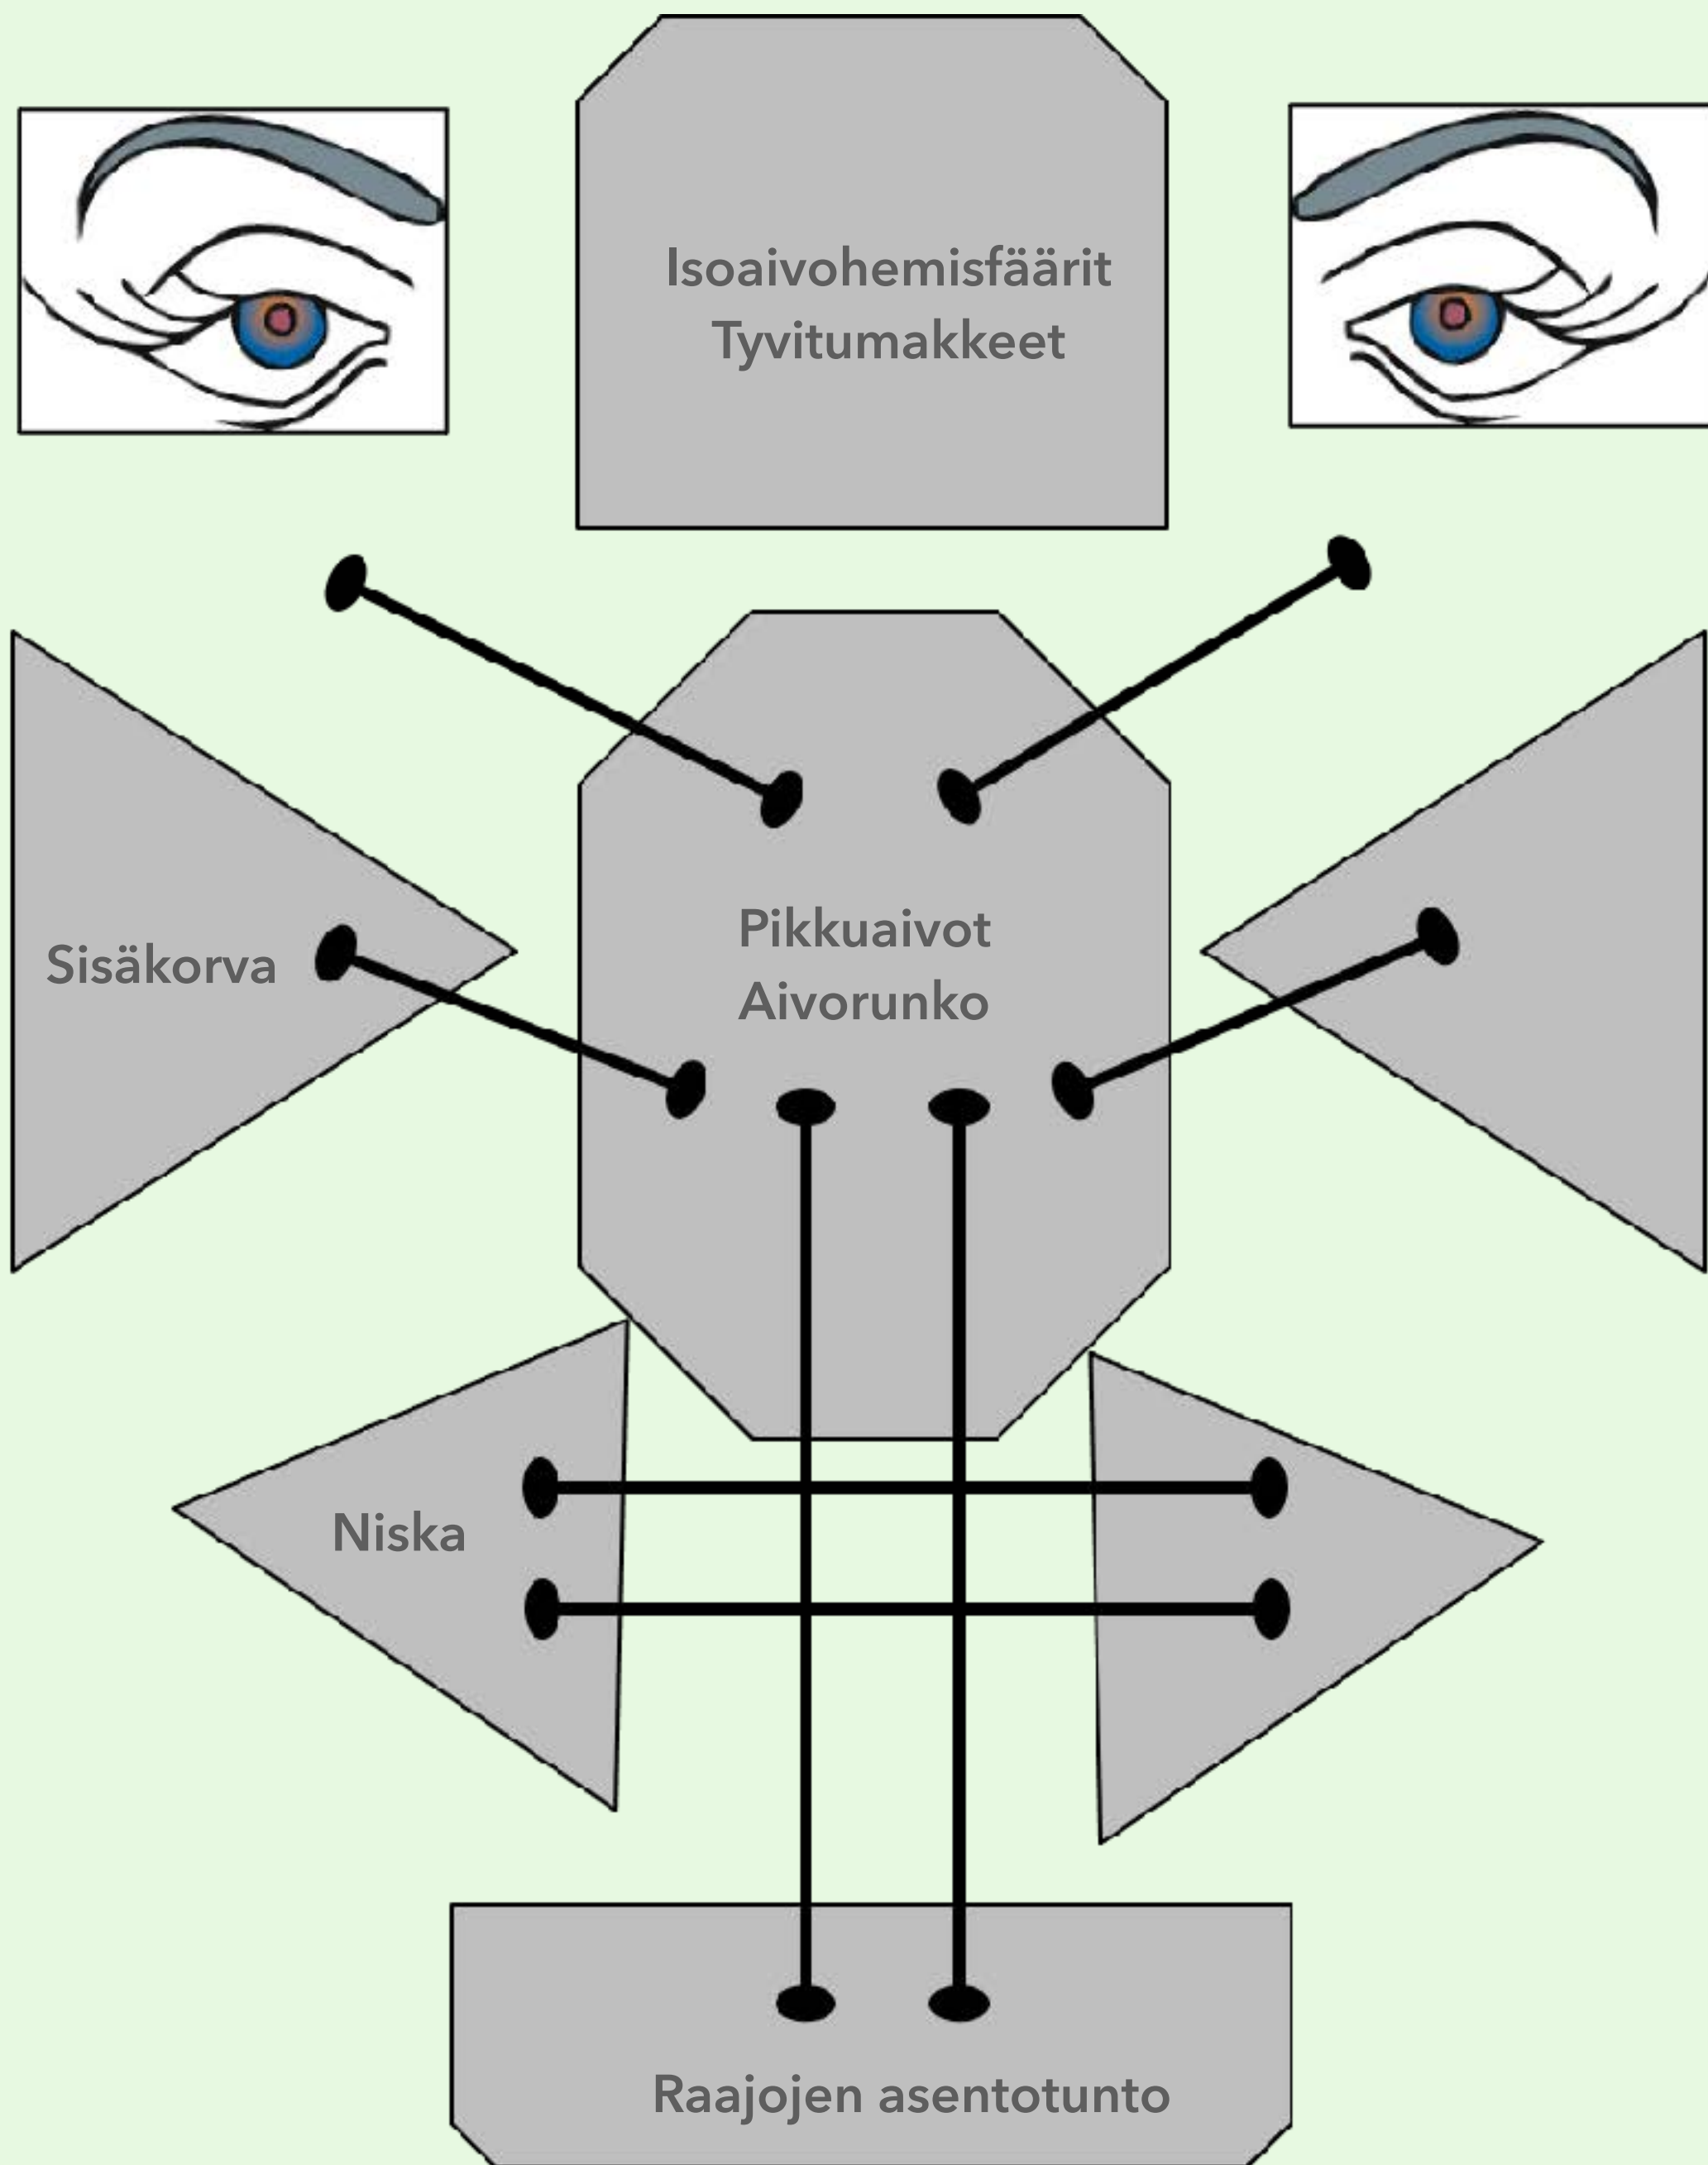 Isoaivohemisfäärit
Tyvitumakkeet
Pikkuaivot
Aivorunko
Sisäkorva
Niska
Raajojen asentotunto